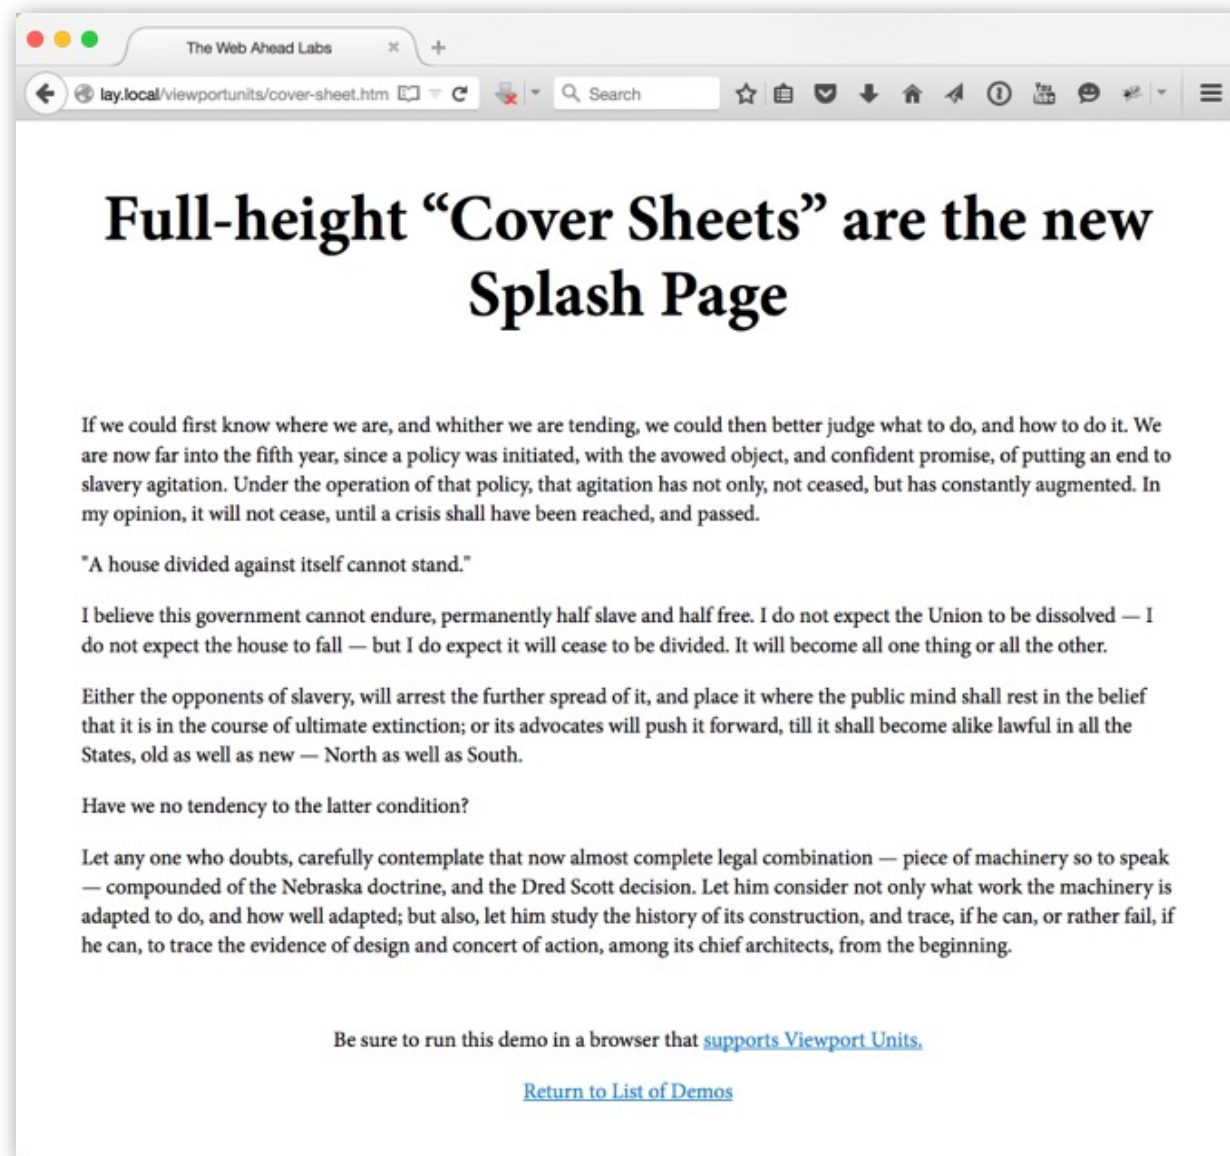 The Web Ahead Labs
lay.local/viewportunits/cover-sheet.htm
Search
You
Tube
Full-height “Cover Sheets” are the new
Splash Page
If we could first know where we are, and whither we are tending, we could then better judge what to do, and how to do it. We
are now far into the fifth year, since a policy was initiated, with the avowed object, and confident promise, of putting an end to
slavery agitation. Under the operation of that policy, that agitation has not only, not ceased, but has constantly augmented. In
my opinion, it will not cease, until a crisis shall have been reached, and passed.
"A house divided against itself cannot stand."
I believe this government cannot endure, permanently half slave and half free. I do not expect the Union to be dissolved — I
do not expect the house to fall — but I do expect it will cease to be divided. It will become all one thing or all the other.
Either the opponents of slavery, will arrest the further spread of it, and place it where the public mind shall rest in the belief
that it is in the course of ultimate extinction; or its advocates will push it forward, till it shall become alike lawful in all the
States, old as well as new — North as well as South.
Have we no tendency to the latter condition?
Let any one who doubts, carefully contemplate that now almost complete legal combination — piece of machinery so to speak
— compounded of the Nebraska doctrine, and the Dred Scott decision. Let him consider not only what work the machinery is
adapted to do, and how well adapted; but also, let him study the history of its construction, and trace, if he can, or rather fail, if
he can, to trace the evidence of design and concert of action, among its chief architects, from the beginning.
Be sure to run this demo in a browser that supports Viewport Units.
Return to List of Demos